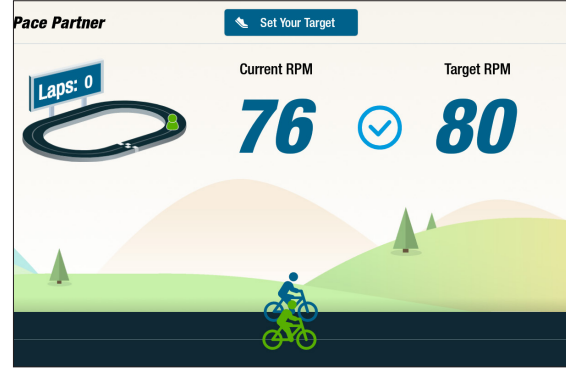 Pace Partner
Set Your Target
Laps: 0
Current RPM
Target RPM
76
80